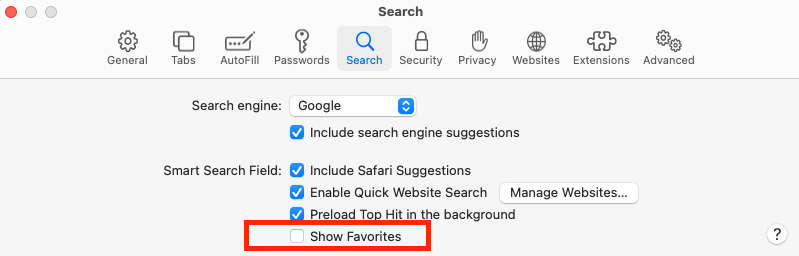 Search
General Tabs AutoFill Passwords Search Security Privacy Websites Extensions Advanced
Search engine: Google
Include search engine suggestions
Smart Search Field: Include Safari Suggestions
Enable Quick Website Search Manage Websites...
Preload Top Hit in the background
Show Favorites
?